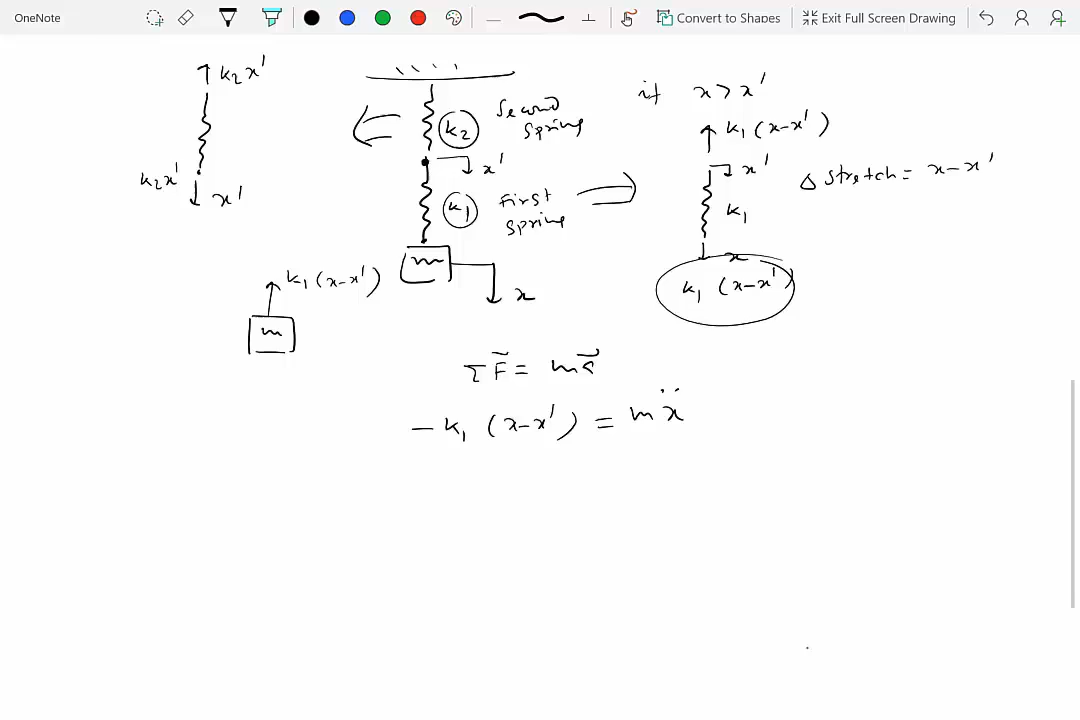 OneNote
Convert to Shapes
Exit Full Screen Drawing
k₂x'
k₂x'
x'
k₂
Second
Spring
x'
k₁
First
Spring
m
x
k₁ (x-x')
m
if x > x'
k₁ (x-x')
x'
Δ stretch = x-x'
k₁
x
k₁ (x-x')
ΣF⃗ = ma⃗
-k₁ (x-x') = mẍ